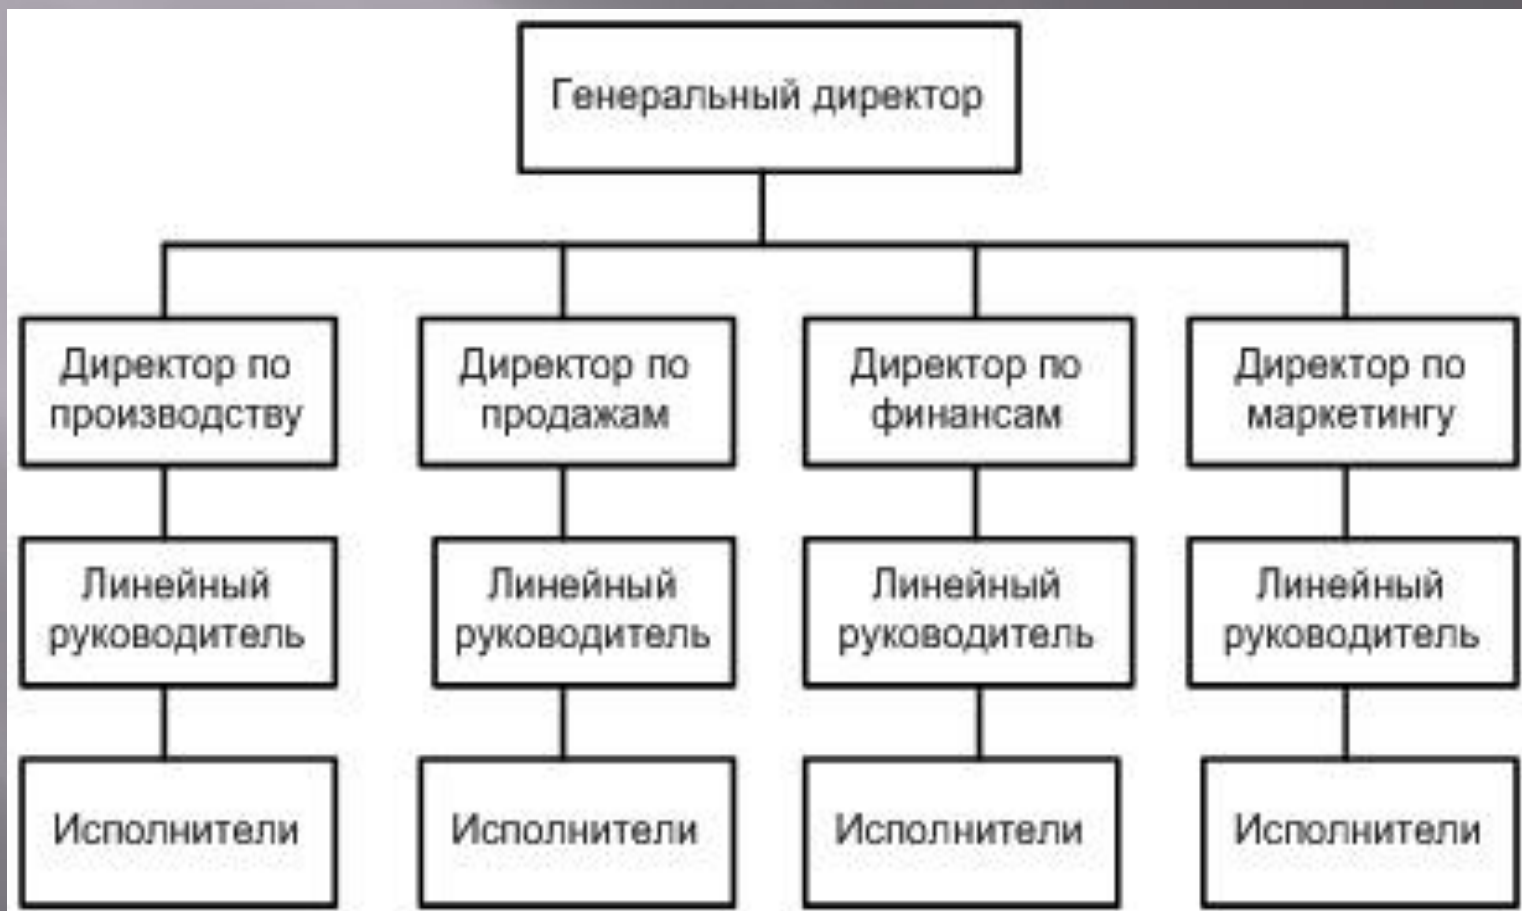 Генеральный директор
Директор по
производству
Директор по
продажам
Директор по
финансам
Директор по
маркетингу
Линейный
руководитель
Линейный
руководитель
Линейный
руководитель
Линейный
руководитель
Исполнители
Исполнители
Исполнители
Исполнители